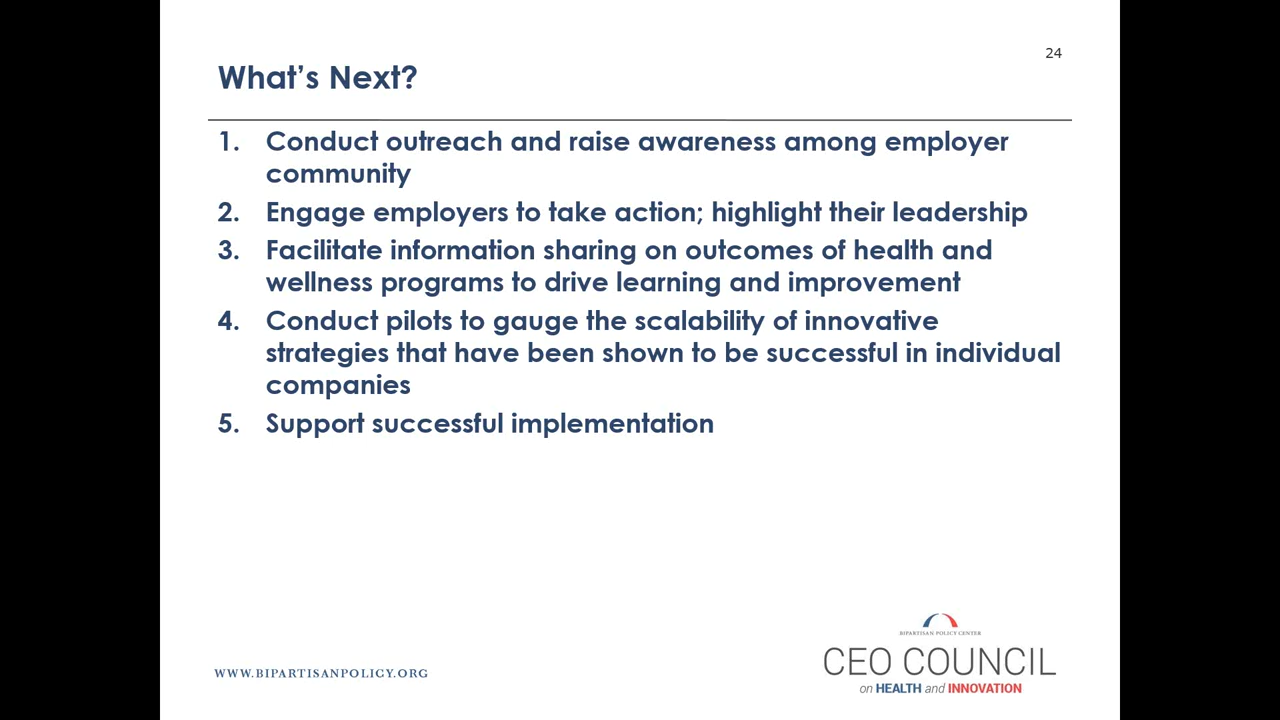 24
What’s Next?
1. Conduct outreach and raise awareness among employer
community
2. Engage employers to take action; highlight their leadership
3. Facilitate information sharing on outcomes of health and
wellness programs to drive learning and improvement
4. Conduct pilots to gauge the scalability of innovative
strategies that have been shown to be successful in individual
companies
5. Support successful implementation
BIPARTISAN POLICY CENTER
CEO COUNCIL
on HEALTH and INNOVATION
WWW.BIPARTISANPOLICY.ORG